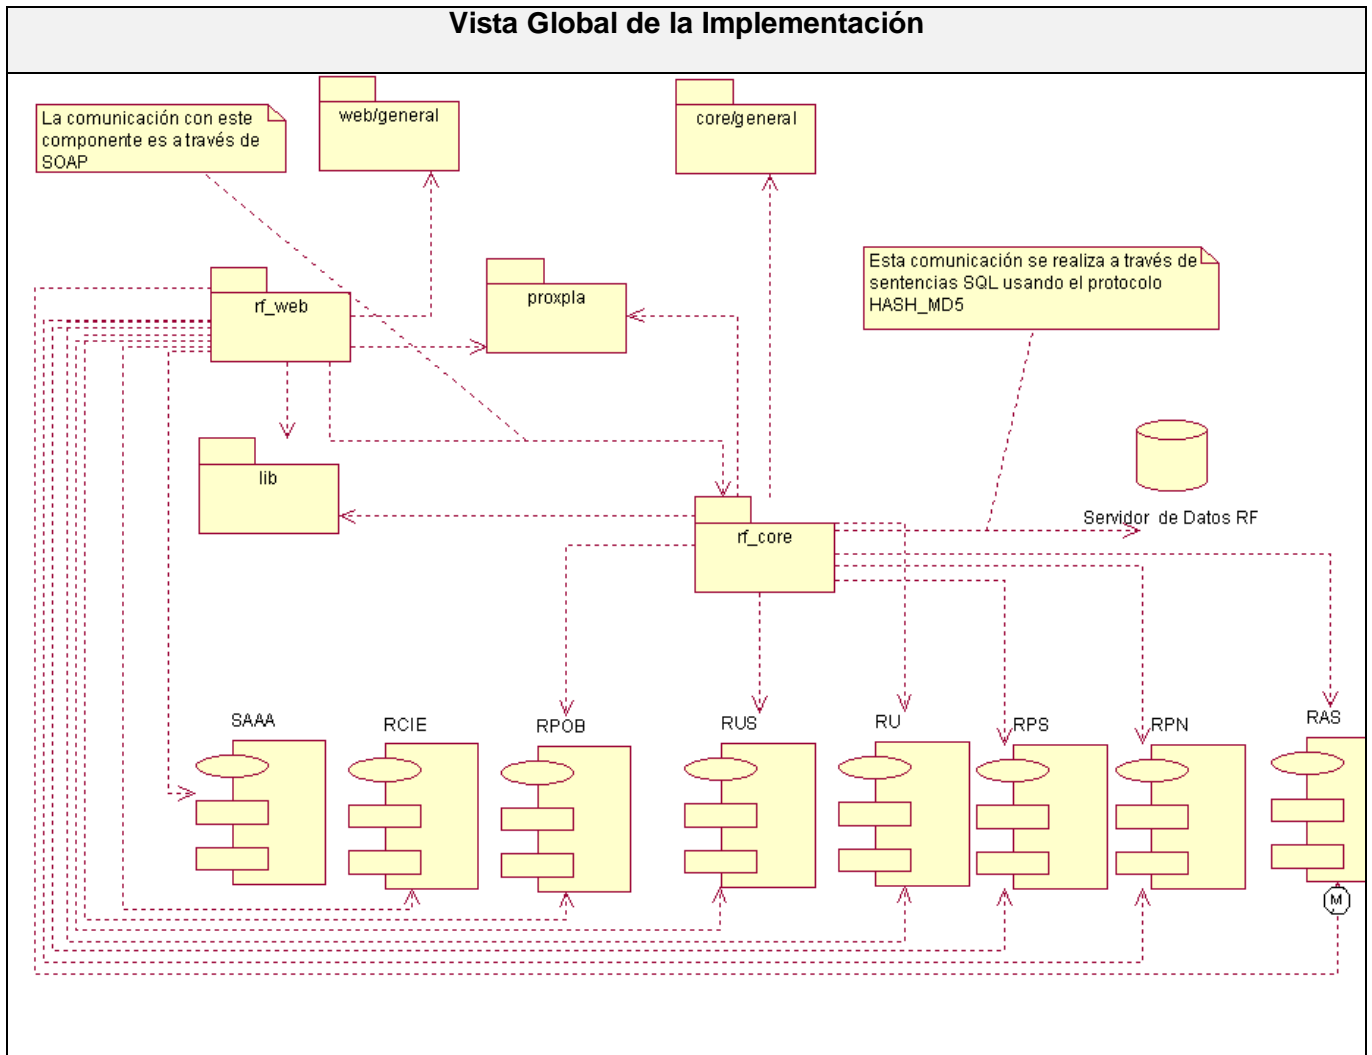 Vista Global de la Implementación
La comunicación con este
componente es a través de
SOAP
web/general
core/general
Esta comunicación se realiza a través de
sentencias SQL usando el protocolo
HASH_MD5
rf_web
proxpla
lib
Servidor de Datos RF
rf_core
SAAA
RCIE
RPOB
RUS
RU
RPS
RPN
RAS
M